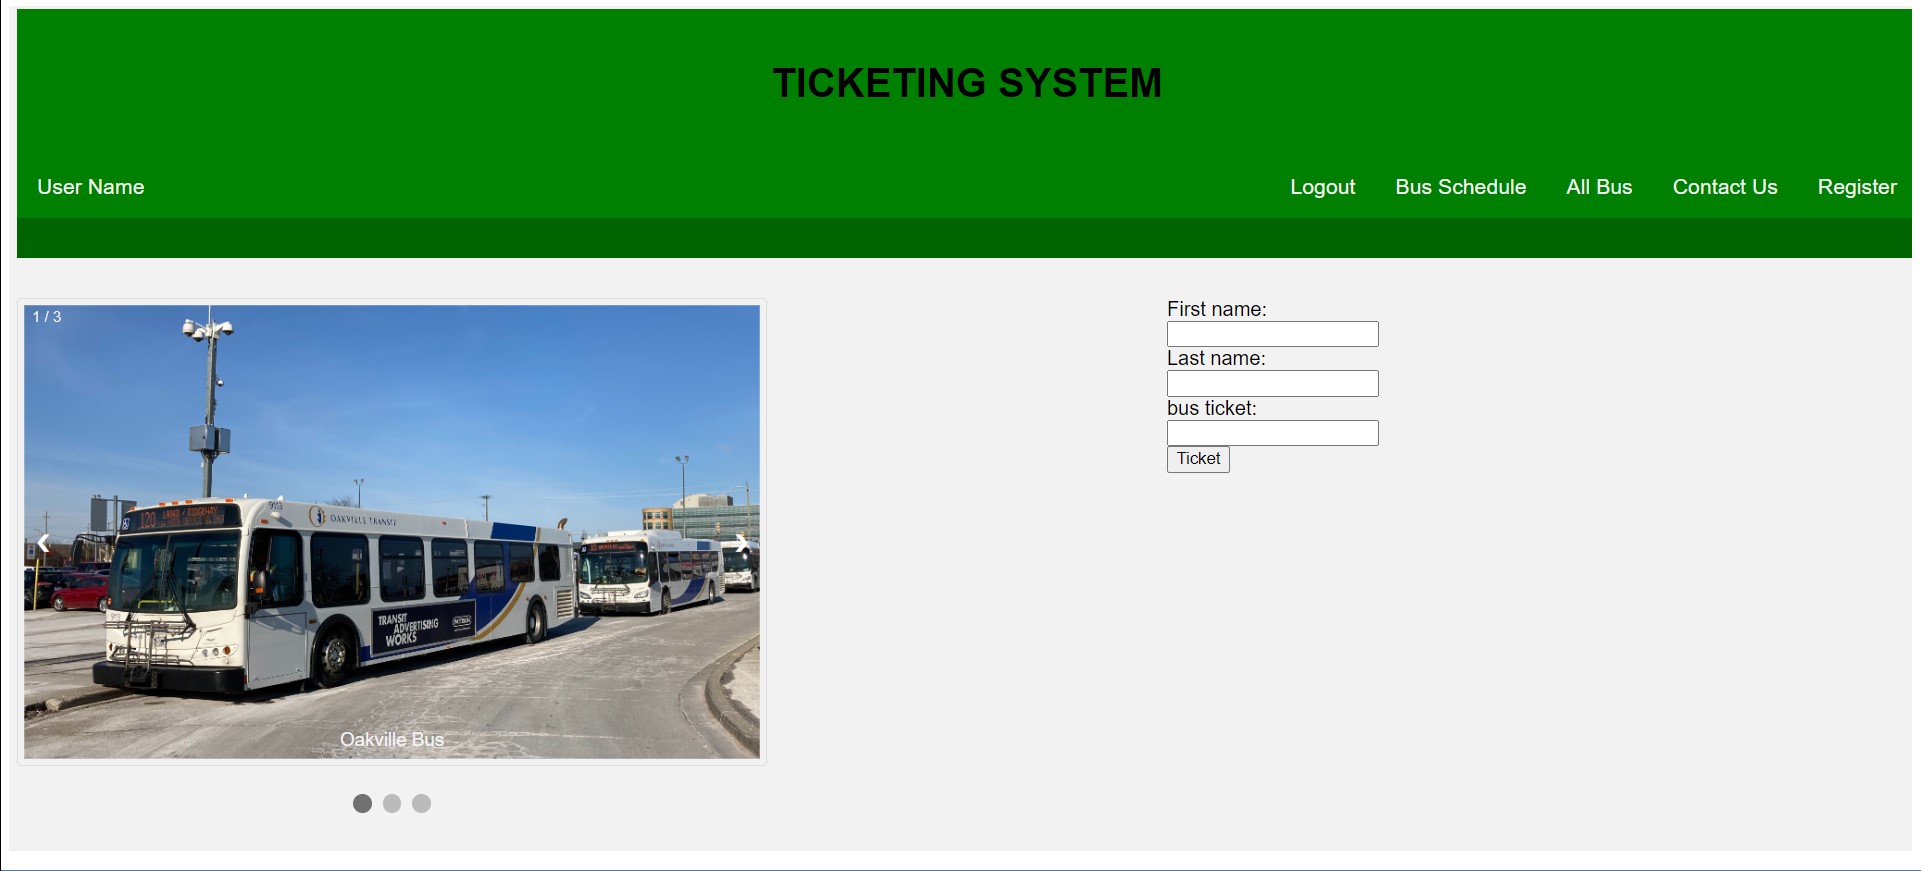 TICKETING SYSTEM
User Name
Logout
Bus Schedule
All Bus
Contact Us
Register
1 / 3
120
OAKVILLE TRANSIT
TRANSIT
ADVERTISING
WORKS
Oakville Bus
First name:
Last name:
bus ticket:
Ticket